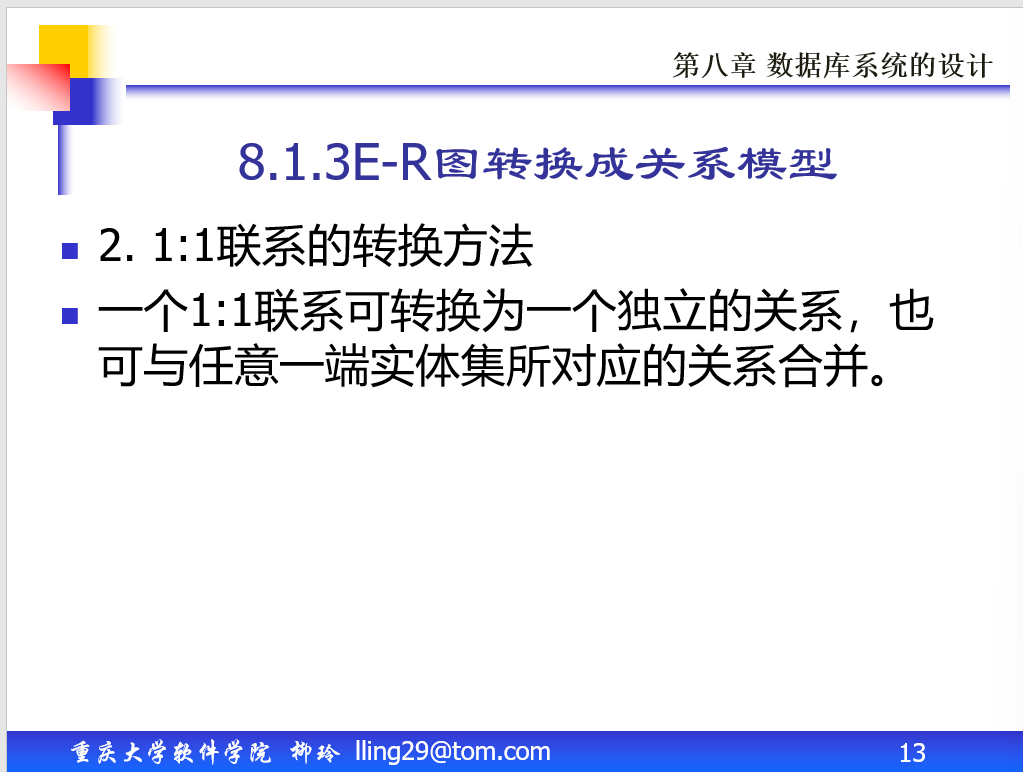 第八章 数据库系统的设计
8.1.3E-R图转换成关系模型
2. 1:1联系的转换方法
一个1:1联系可转换为一个独立的关系，也
可与任意一端实体集所对应的关系合并。
重庆大学软件学院 柳玲 lling29@tom.com
13